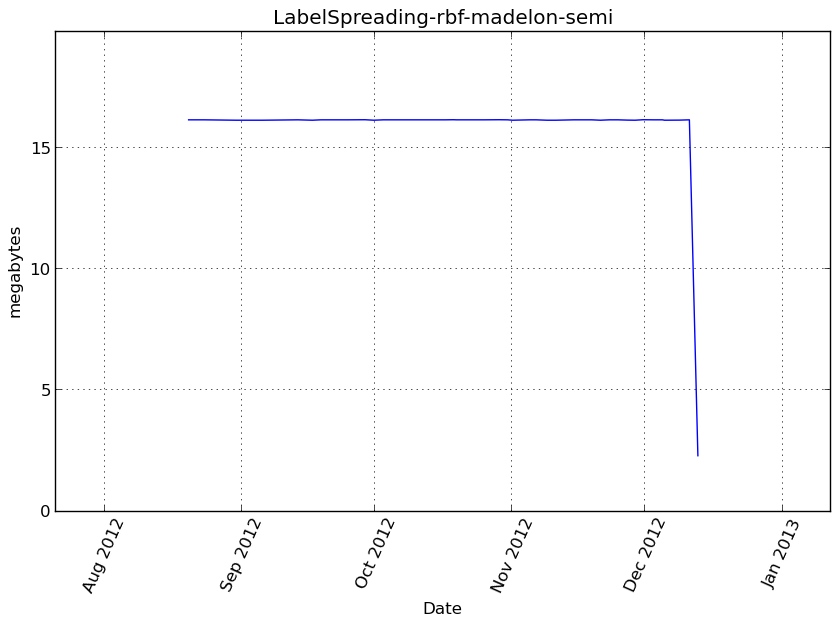 LabelSpreading-rbf-madelon-semi
megabytes
15
10
5
0
Aug 2012
Sep 2012
Oct 2012
Nov 2012
Dec 2012
Jan 2013
Date